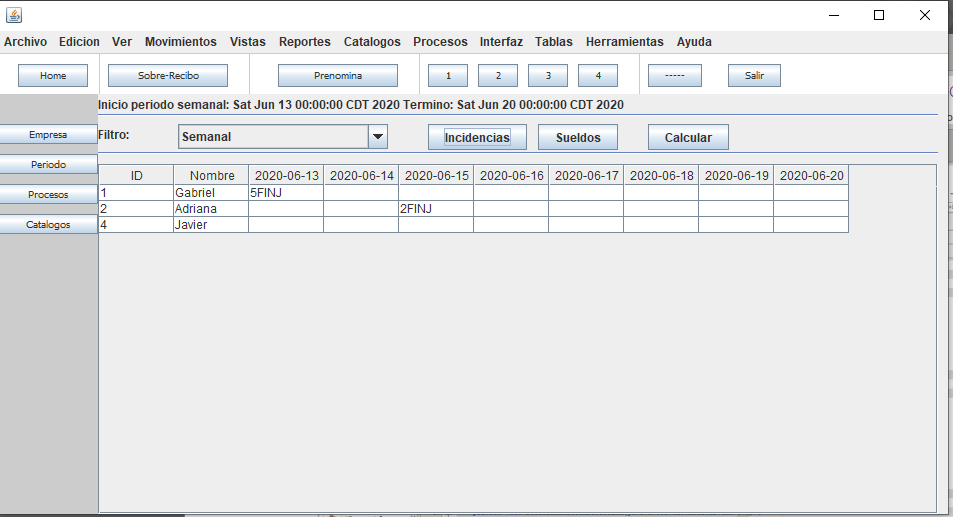 Archivo Edicion Ver Movimientos Vistas Reportes Catalogos Procesos Interfaz Tablas Herramientas Ayuda
Home Sobre-Recibo Prenomina 1 2 3 4 ----- Salir
Inicio periodo semanal: Sat Jun 13 00:00:00 CDT 2020 Termino: Sat Jun 20 00:00:00 CDT 2020
Empresa
Filtro: Semanal Incidencias Sueldos Calcular
Periodo
ID Nombre 2020-06-13 2020-06-14 2020-06-15 2020-06-16 2020-06-17 2020-06-18 2020-06-19 2020-06-20
Procesos
1 Gabriel 5FINJ
2 Adriana 2FINJ
Catalogos
4 Javier